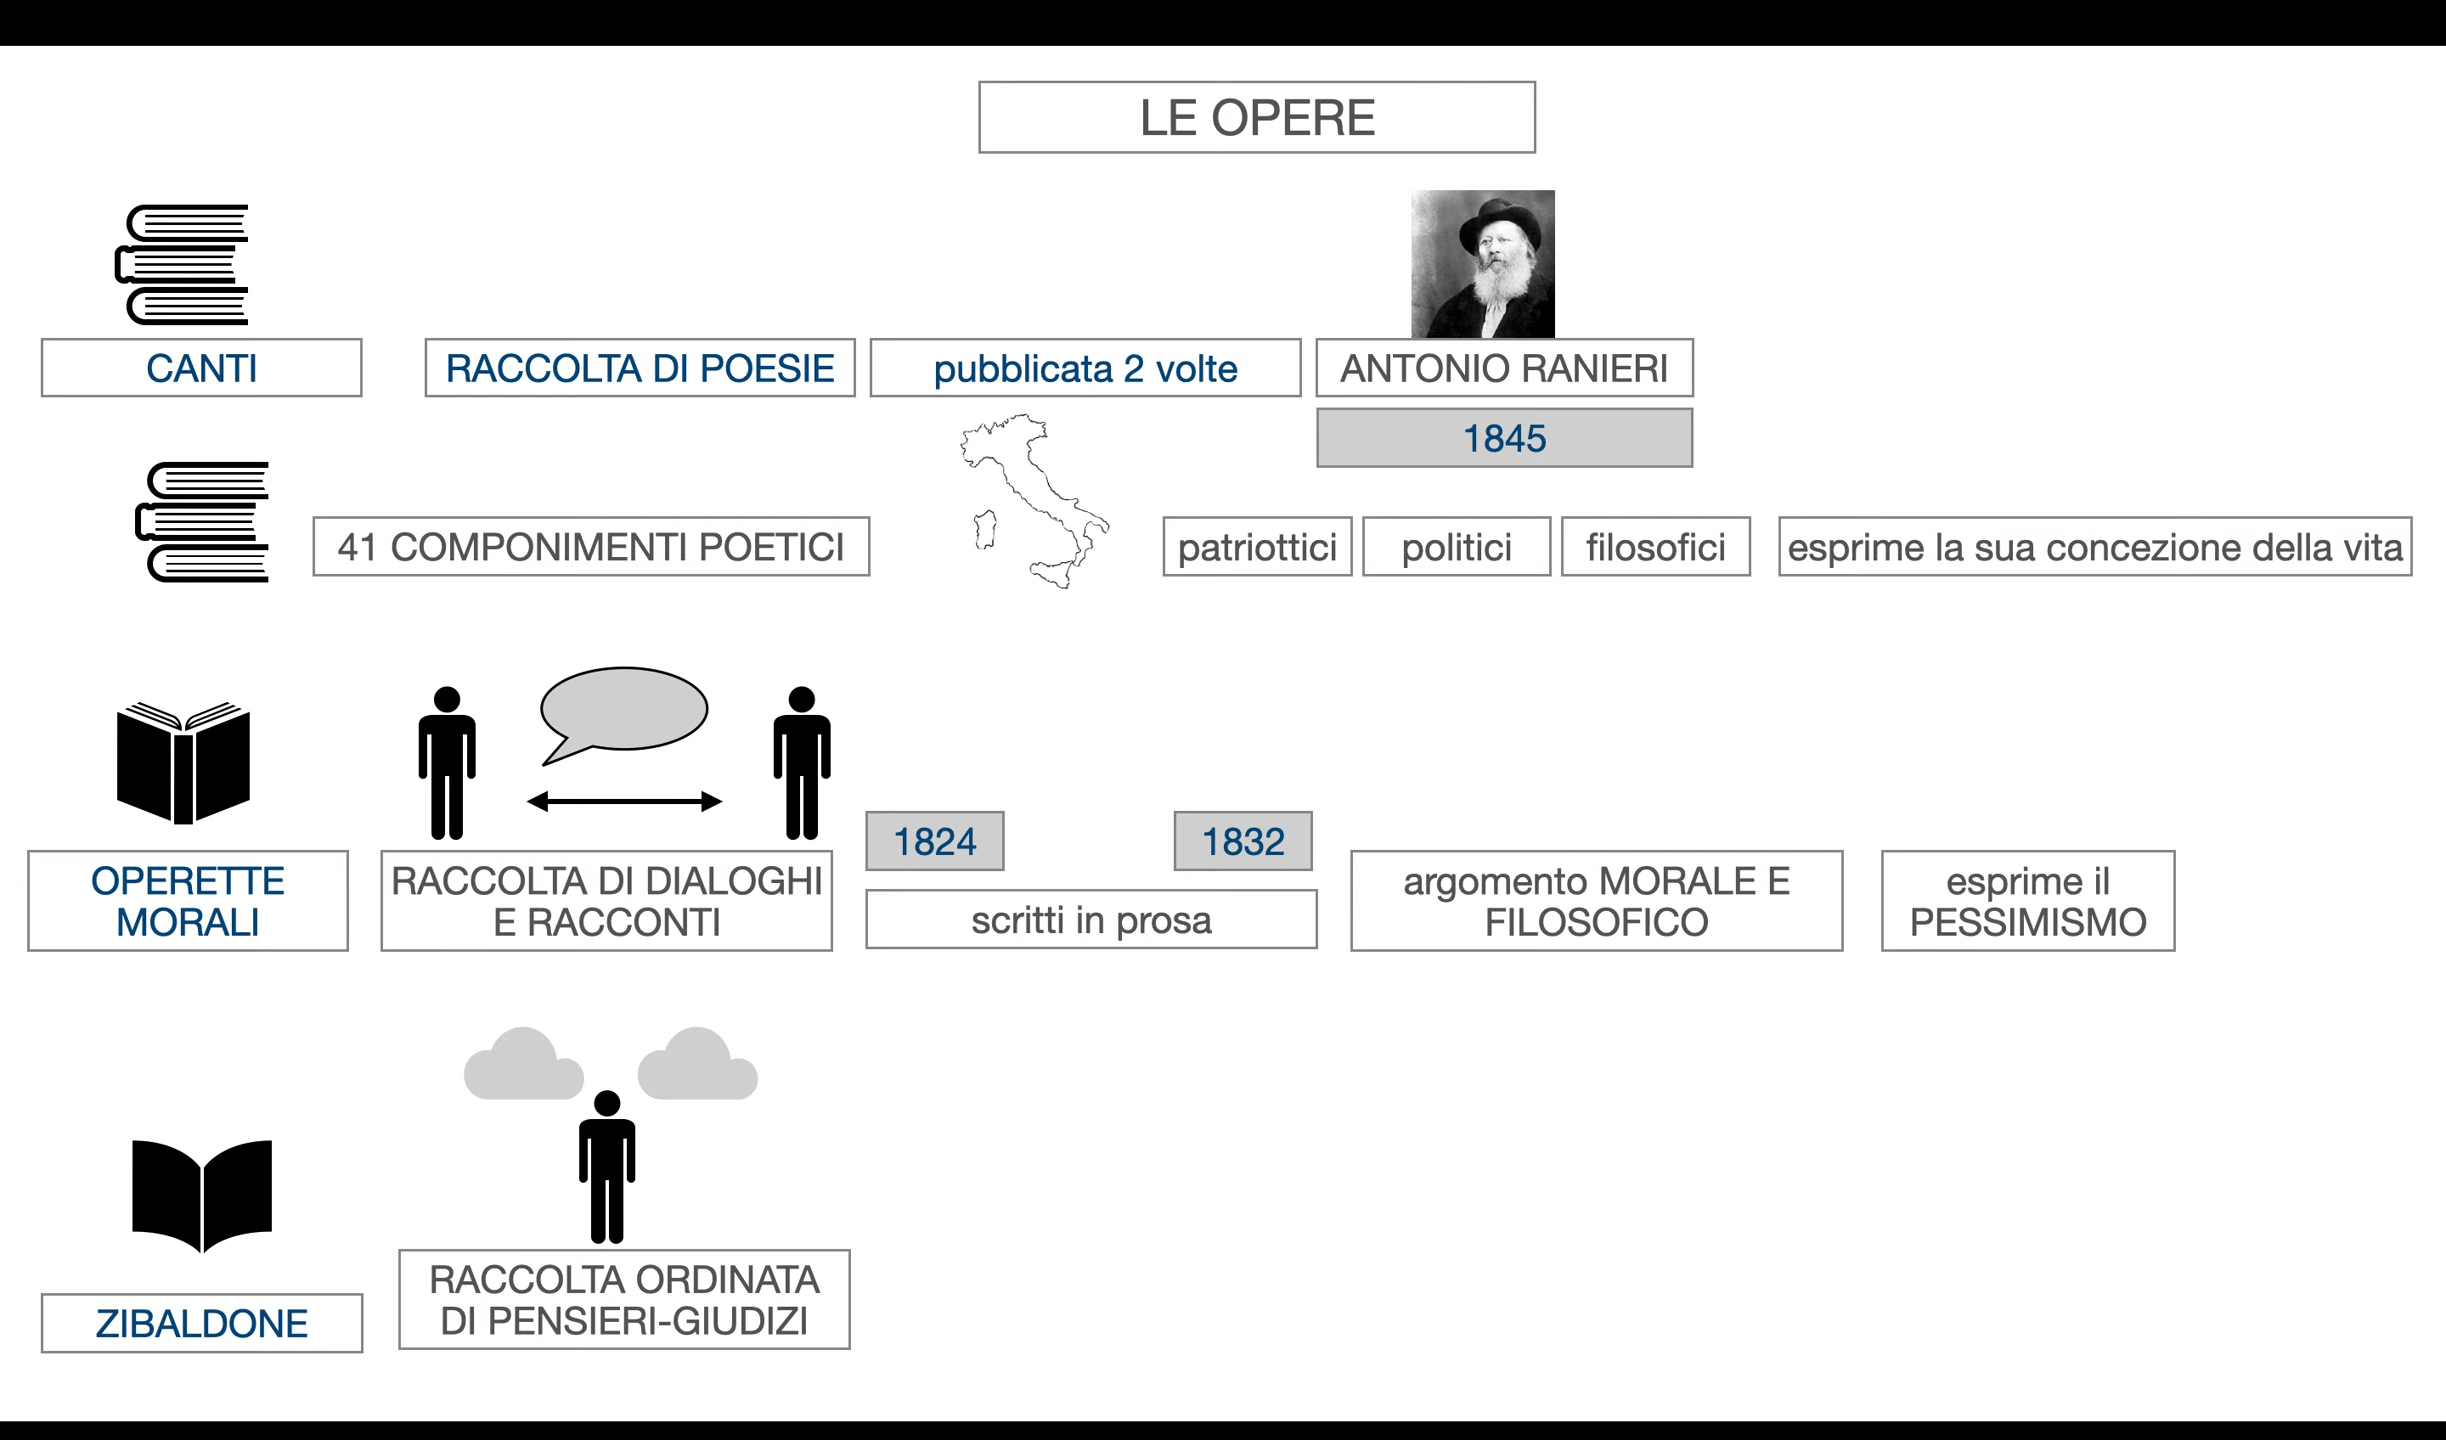 LE OPERE
CANTI
RACCOLTA DI POESIE
pubblicata 2 volte
ANTONIO RANIERI
1845
41 COMPONIMENTI POETICI
patriottici
politici
filosofici
esprime la sua concezione della vita
OPERETTE
MORALI
RACCOLTA DI DIALOGHI
E RACCONTI
1824
1832
scritti in prosa
argomento MORALE E
FILOSOFICO
esprime il
PESSIMISMO
ZIBALDONE
RACCOLTA ORDINATA
DI PENSIERI-GIUDIZI